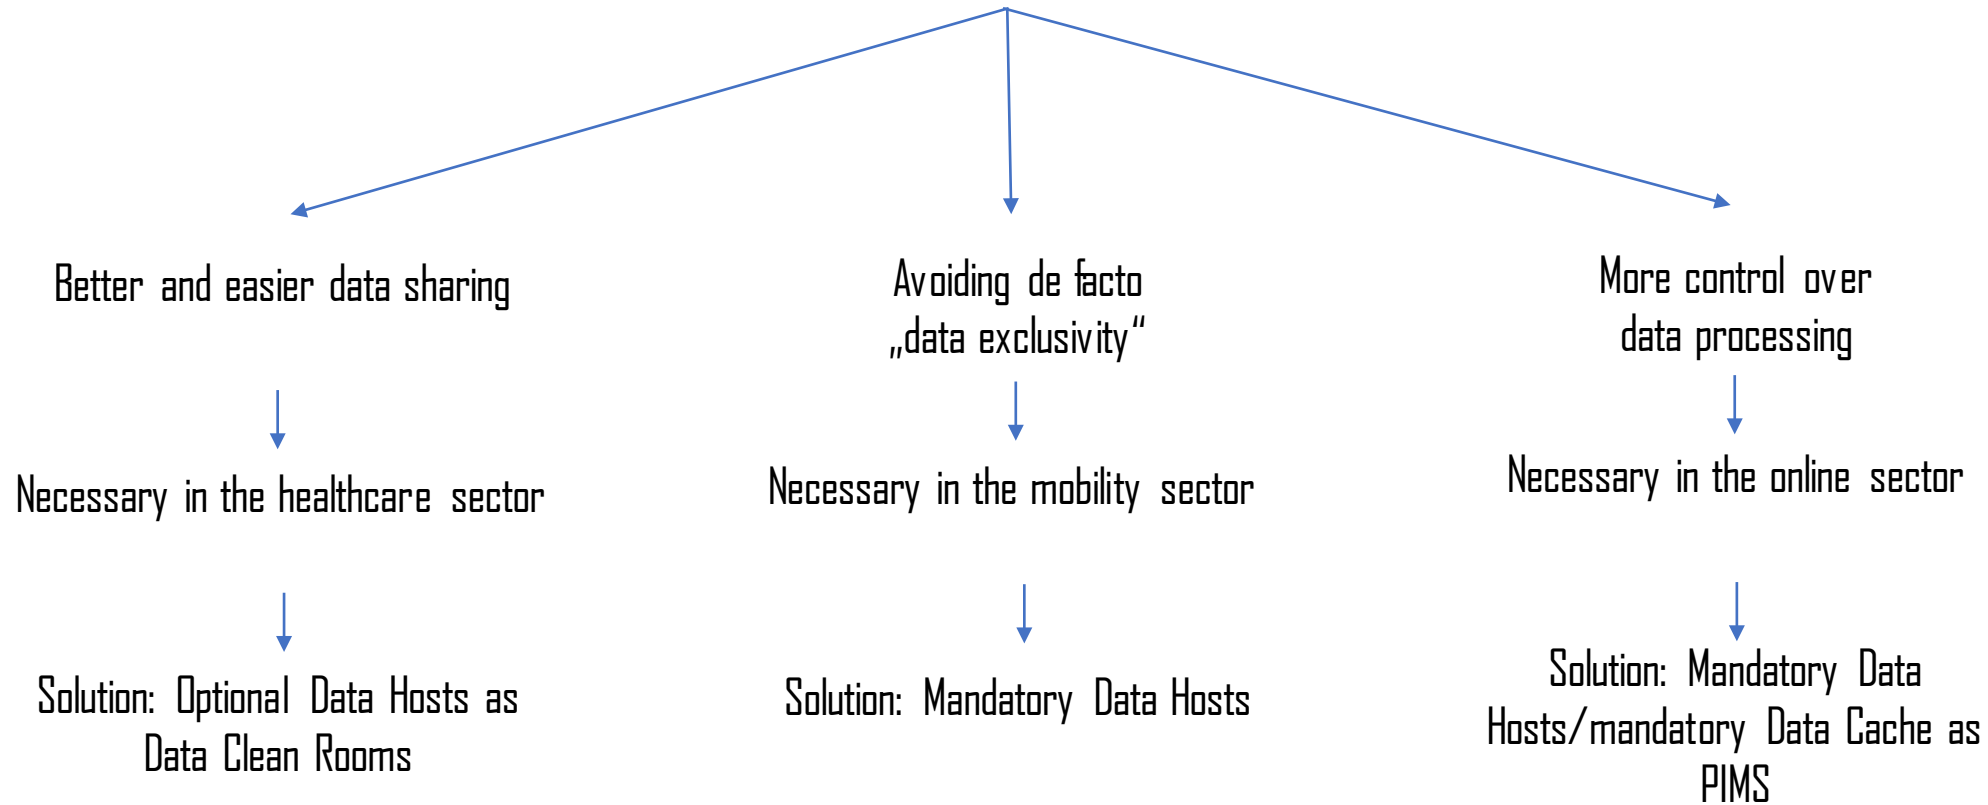 Better and easier data sharing
Necessary in the healthcare sector
Solution: Optional Data Hosts as
Data Clean Rooms
Avoiding de facto
„data exclusivity“
Necessary in the mobility sector
Solution: Mandatory Data Hosts
More control over
data processing
Necessary in the online sector
Solution: Mandatory Data
Hosts/mandatory Data Cache as
PIMS